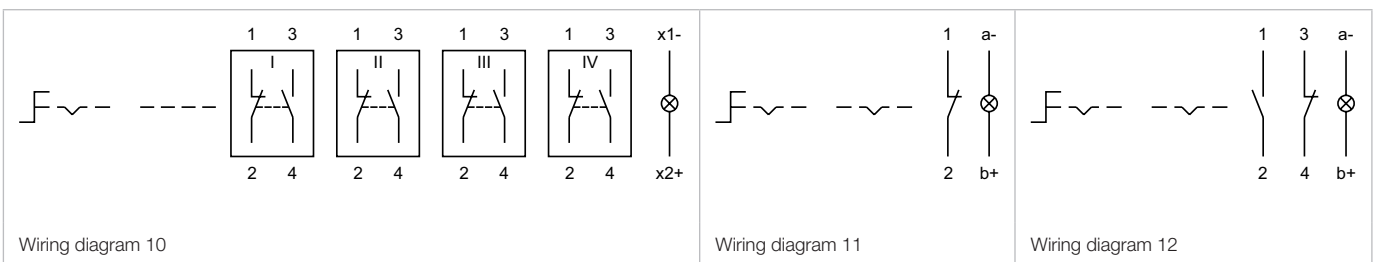 1 3 1 3 1 3 1 3 x1- 1 a- 1 3 a-
I II III IV
2 4 2 4 2 4 2 4 x2+ 2 b+ 2 4 b+
Wiring diagram 10 Wiring diagram 11 Wiring diagram 12